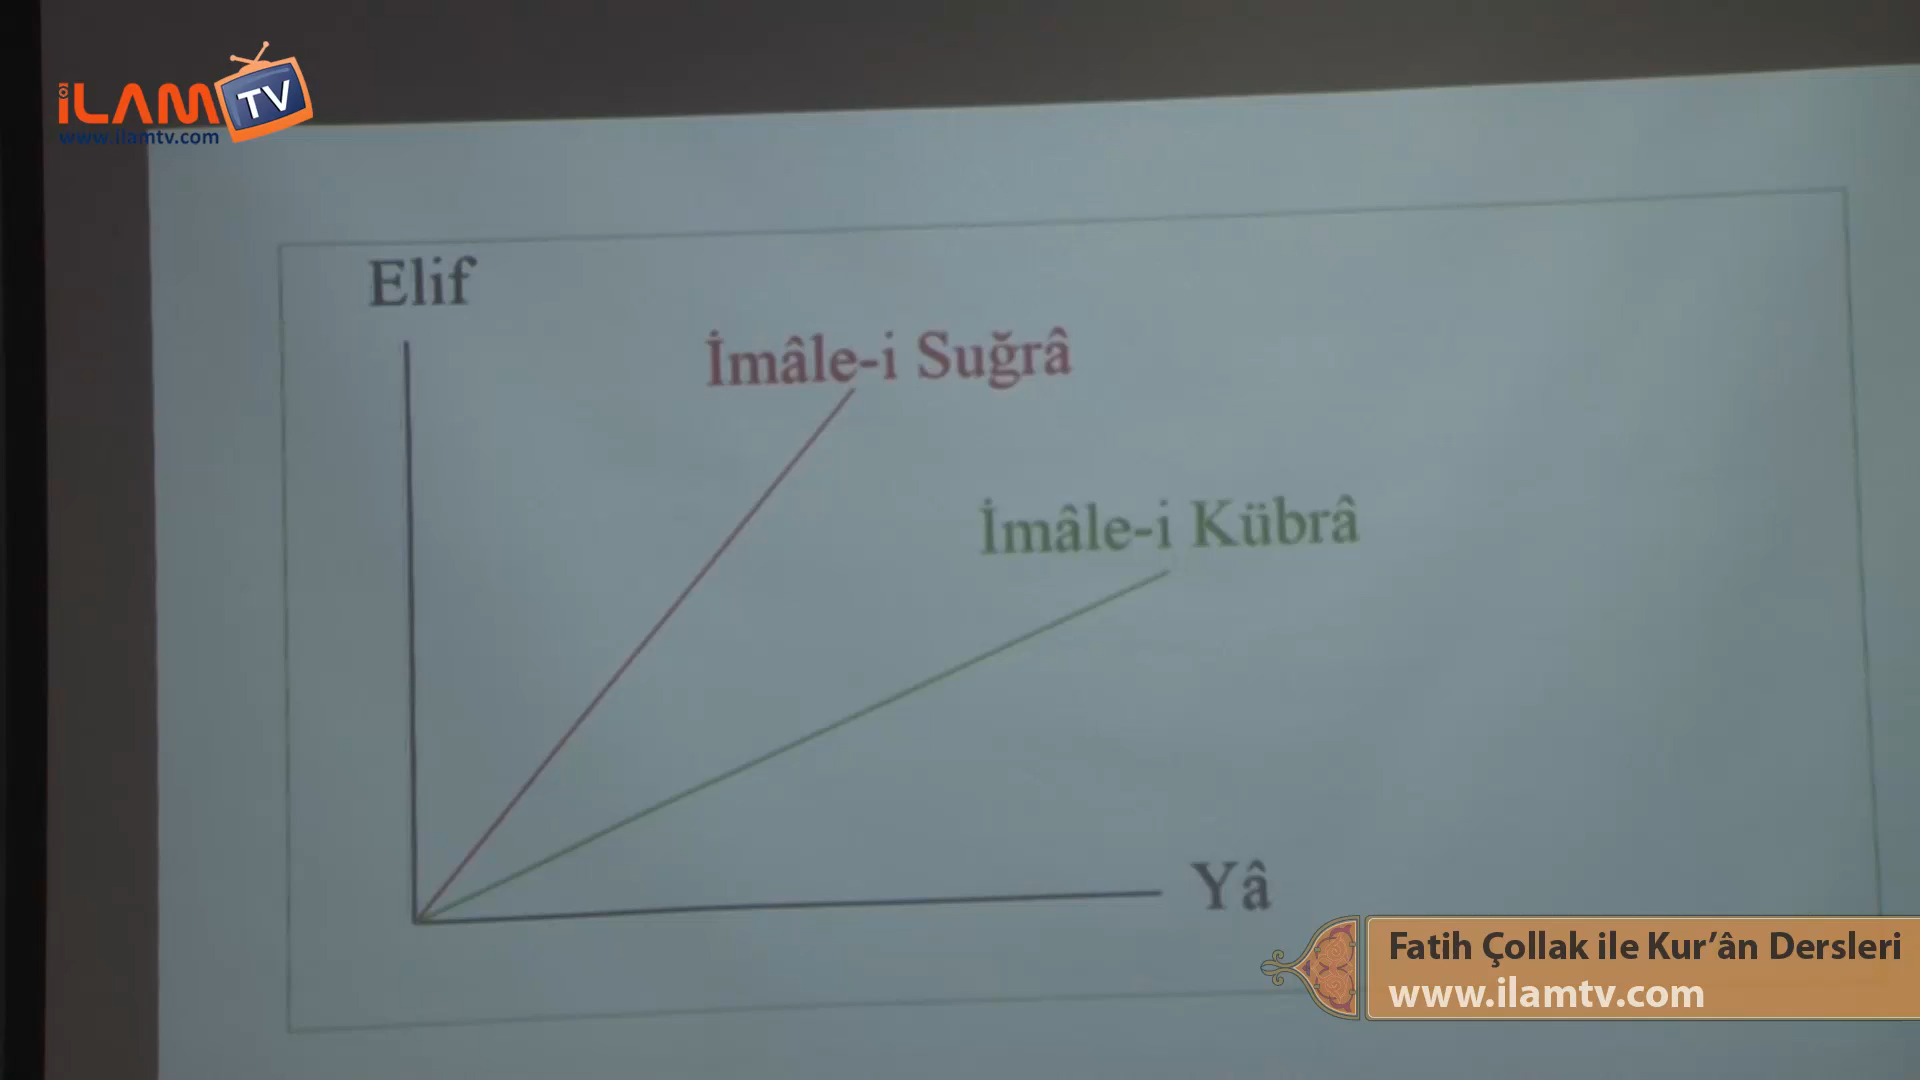 iLAM TV
www.ilamtv.com
Elif
İmâle-i Suğrâ
İmâle-i Kübrâ
Yâ
Fatih Çollak ile Kur’ân Dersleri
www.ilamtv.com